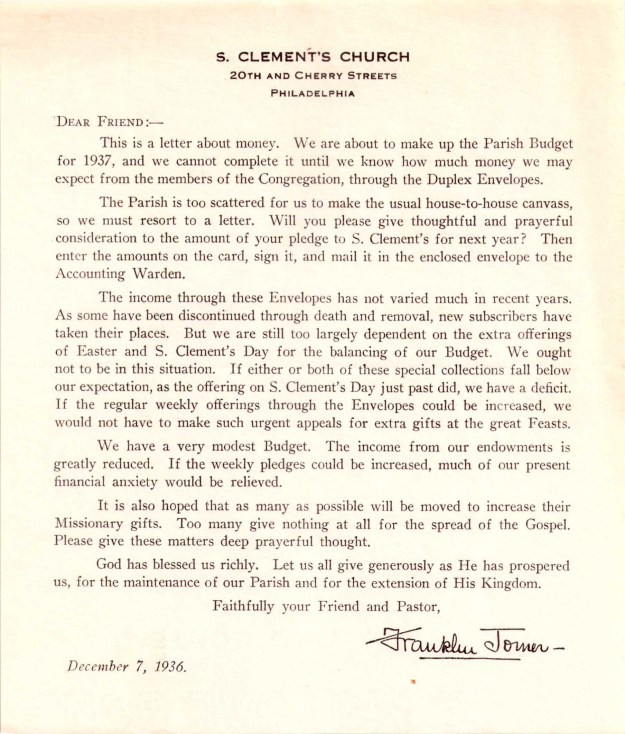 S. CLEMENT'S CHURCH
20TH AND CHERRY STREETS
PHILADELPHIA
DEAR FRIEND:—
This is a letter about money. We are about to make up the Parish Budget
for 1937, and we cannot complete it until we know how much money we may
expect from the members of the Congregation, through the Duplex Envelopes.
The Parish is too scattered for us to make the usual house-to-house canvass,
so we must resort to a letter. Will you please give thoughtful and prayerful
consideration to the amount of your pledge to S. Clement's for next year? Then
enter the amounts on the card, sign it, and mail it in the enclosed envelope to the
Accounting Warden.
The income through these Envelopes has not varied much in recent years.
As some have been discontinued through death and removal, new subscribers have
taken their places. But we are still too largely dependent on the extra offerings
of Easter and S. Clement's Day for the balancing of our Budget. We ought
not to be in this situation. If either or both of these special collections fall below
our expectation, as the offering on S. Clement's Day just past did, we have a deficit.
If the regular weekly offerings through the Envelopes could be increased, we
would not have to make such urgent appeals for extra gifts at the great Feasts.
We have a very modest Budget. The income from our endowments is
greatly reduced. If the weekly pledges could be increased, much of our present
financial anxiety would be relieved.
It is also hoped that as many as possible will be moved to increase their
Missionary gifts. Too many give nothing at all for the spread of the Gospel.
Please give these matters deep prayerful thought.
God has blessed us richly. Let us all give generously as He has prospered
us, for the maintenance of our Parish and for the extension of His Kingdom.
Faithfully your Friend and Pastor,
Franklin Joiner —
December 7, 1936.